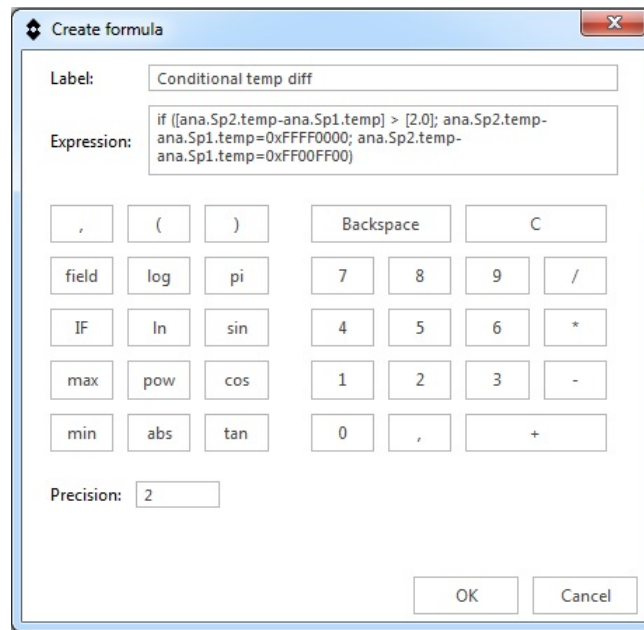 Create formula
Label: Conditional temp diff
Expression: if ([ana.Sp2.temp-ana.Sp1.temp] > [2.0]; ana.Sp2.temp-
ana.Sp1.temp=0xFFFF0000; ana.Sp2.temp-
ana.Sp1.temp=0xFF00FF00)
, ( ) Backspace C
field log pi 7 8 9 /
IF ln sin 4 5 6 *
max pow cos 1 2 3 -
min abs tan 0 , +
Precision: 2
OK Cancel